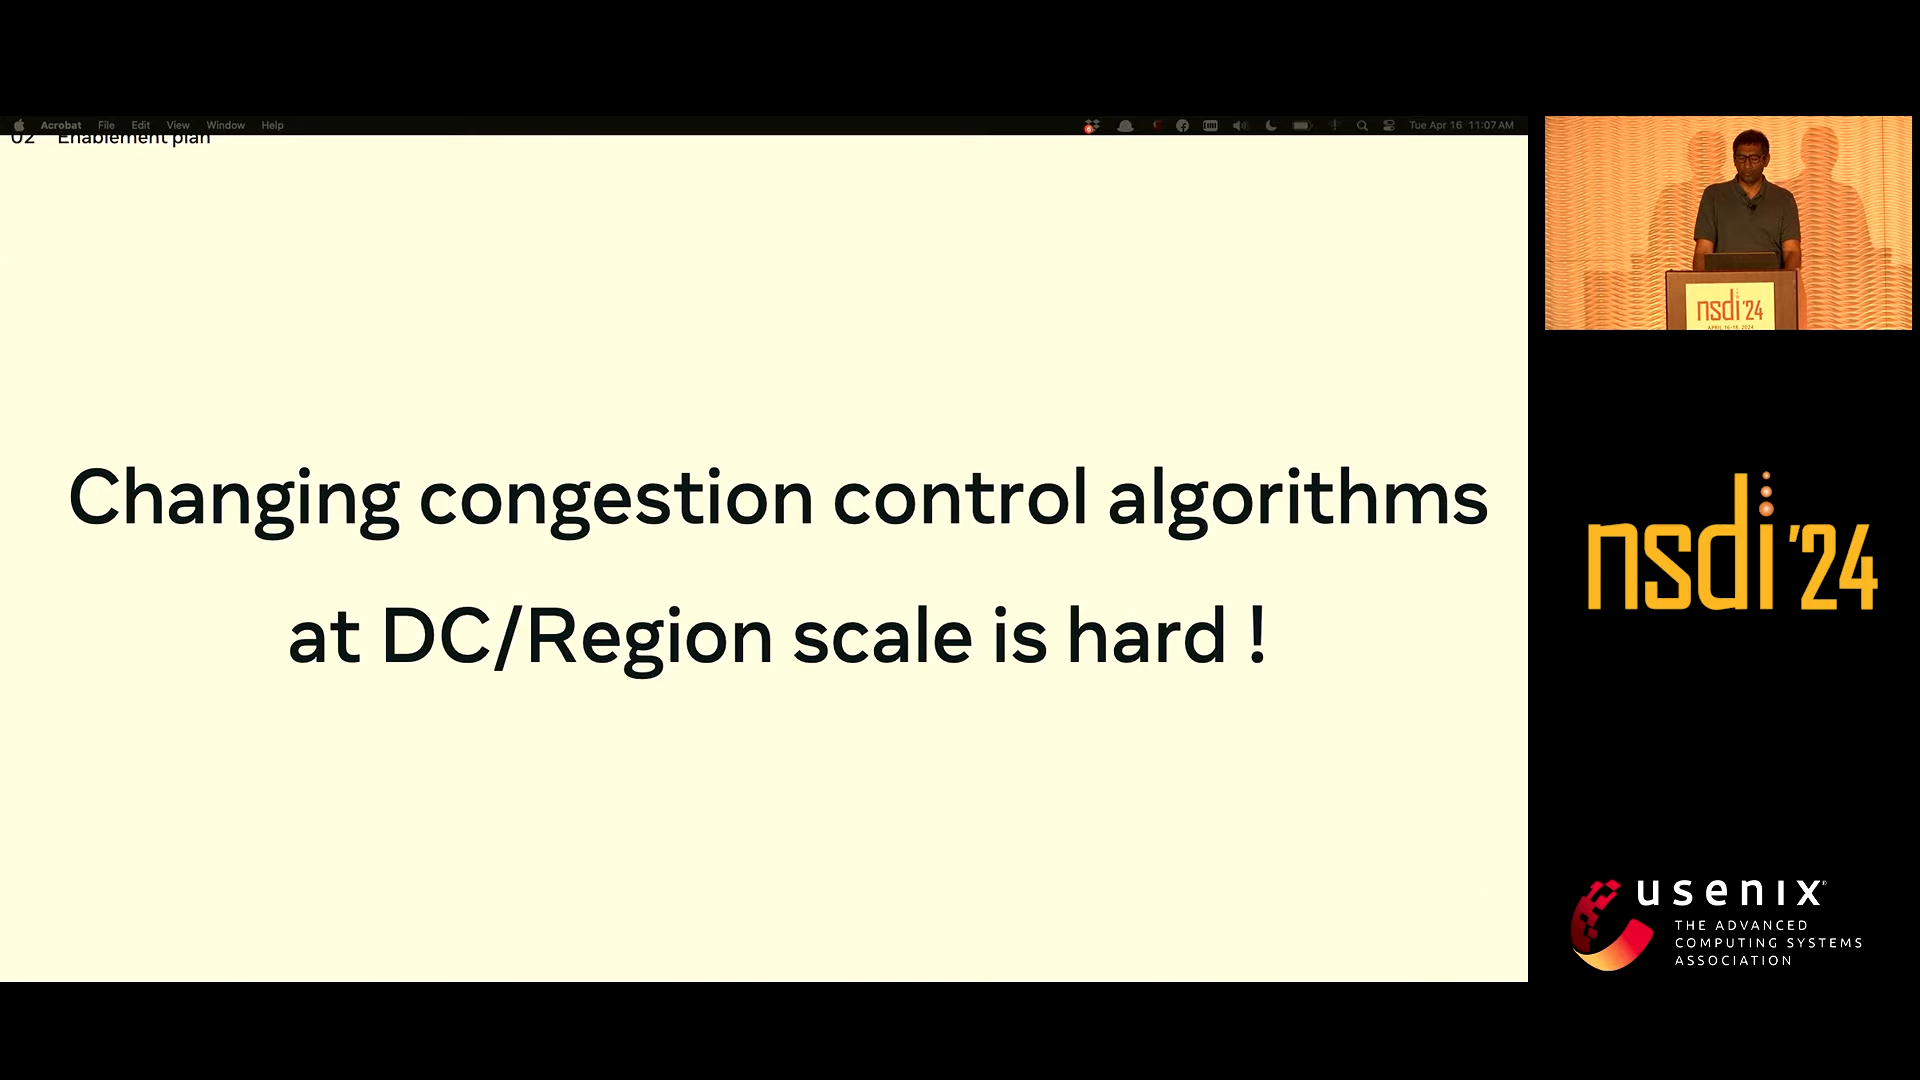 Acrobat File Edit View Window Help
Tue Apr 16 11:07 AM
02 Enablement plan
Changing congestion control algorithms
at DC/Region scale is hard !
nsdi '24
APRIL 16-18, 2024
nsdi '24
usenix
THE ADVANCED
COMPUTING SYSTEMS
ASSOCIATION